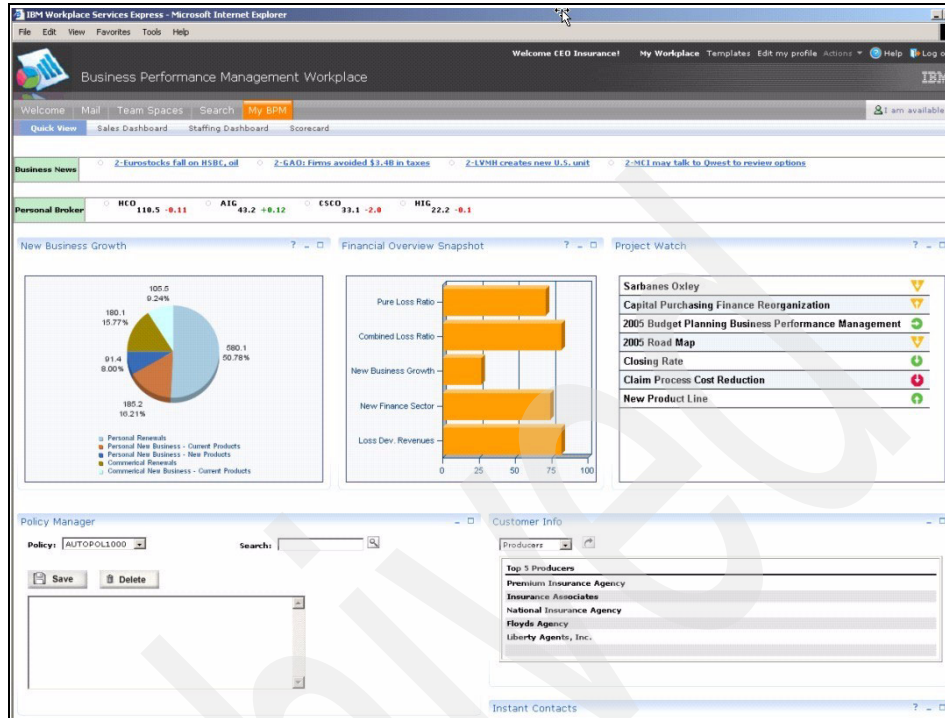 IBM Workplace Services Express - Microsoft Internet Explorer
File Edit View Favorites Tools Help
Welcome CEO Insurance! My Workplace Templates Edit my profile Actions Help Log o
Business Performance Management Workplace
IBM
Welcome Mail Team Spaces Search My BPM
I am available
Quick View Sales Dashboard Staffing Dashboard Scorecard
Business News 2-Eurostocks fall on HSBC, oil 2-GAO: Firms avoided $3.4B in taxes 2-LVMH creates new U.S. unit 2-MCI may talk to Qwest to review options
Personal Broker HCO 110.5 -0.11 AIG 43.2 +0.12 CSCO 33.1 -2.0 HIG 22.2 -0.1
New Business Growth ?
105.5
9.24%
180.1
15.77%
580.1
50.78%
91.4
8.00%
185.2
16.21%
Personal Renewals
Personal New Business - Current Products
Personal New Business - New Products
Commerical Renewals
Commerical New Business - Current Products
Financial Overview Snapshot ?
Pure Loss Ratio
Combined Loss Ratio
New Business Growth
New Finance Sector
Loss Dev. Revenues
0 25 50 75 100
Project Watch ?
Sarbanes Oxley
Capital Purchasing Finance Reorganization
2005 Budget Planning Business Performance Management
2005 Road Map
Closing Rate
Claim Process Cost Reduction
New Product Line
Policy Manager
Policy: AUTOPOL1000 Search:
Save Delete
Customer Info
Producers
Top 5 Producers
Premium Insurance Agency
Insurance Associates
National Insurance Agency
Floyds Agency
Liberty Agents, Inc.
Instant Contacts ?